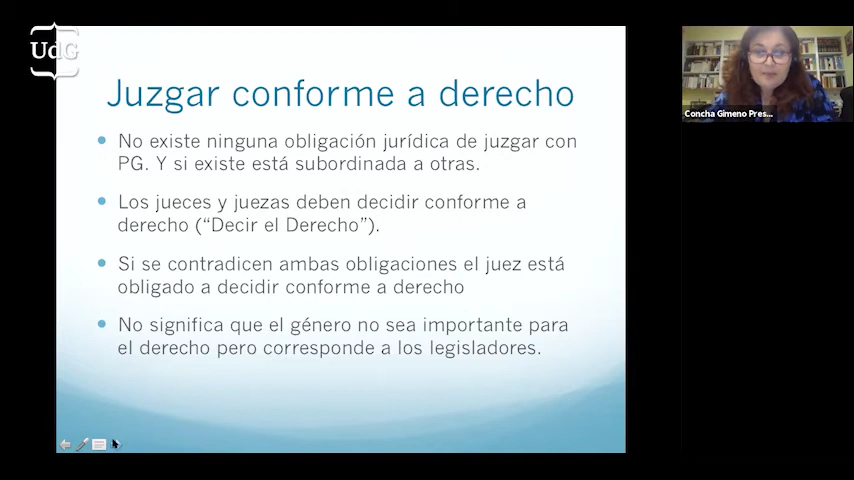 UdG
Juzgar conforme a derecho
No existe ninguna obligación jurídica de juzgar con
PG. Y si existe está subordinada a otras.
Los jueces y juezas deben decidir conforme a
derecho (“Decir el Derecho”).
Si se contradicen ambas obligaciones el juez está
obligado a decidir conforme a derecho
No significa que el género no sea importante para
el derecho pero corresponde a los legisladores.
Concha Gimeno Pres...